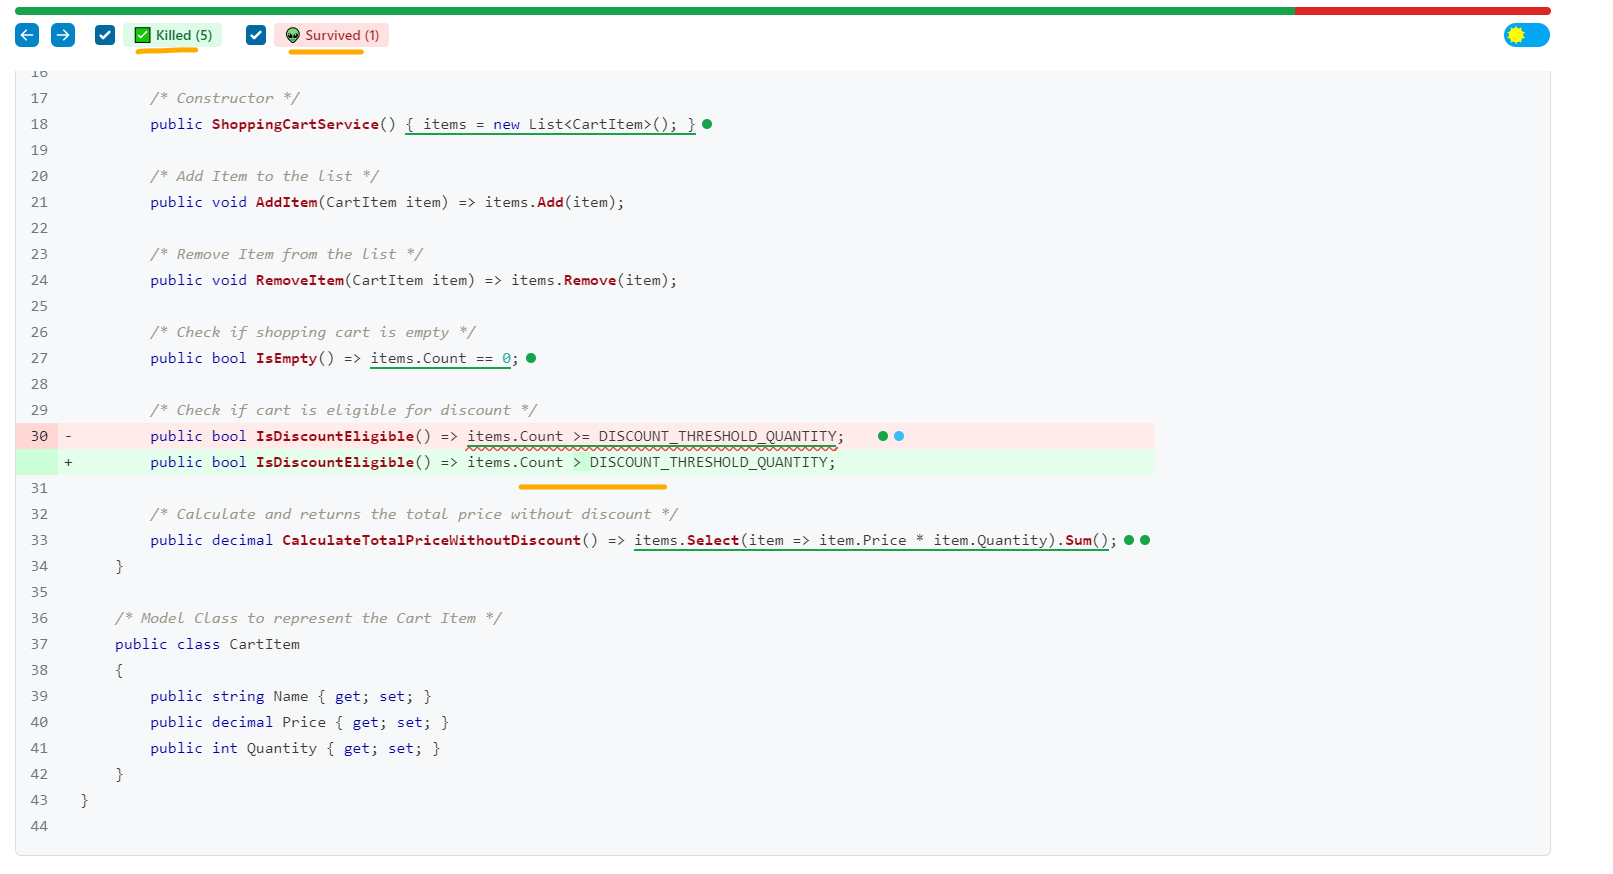 Killed (5) Survived (1)
16
17 /* Constructor */
18 public ShoppingCartService() { items = new List<CartItem>(); }
19
20 /* Add Item to the list */
21 public void AddItem(CartItem item) => items.Add(item);
22
23 /* Remove Item from the list */
24 public void RemoveItem(CartItem item) => items.Remove(item);
25
26 /* Check if shopping cart is empty */
27 public bool IsEmpty() => items.Count == 0;
28
29 /* Check if cart is eligible for discount */
30 - public bool IsDiscountEligible() => items.Count >= DISCOUNT_THRESHOLD_QUANTITY;
+ public bool IsDiscountEligible() => items.Count > DISCOUNT_THRESHOLD_QUANTITY;
31
32 /* Calculate and returns the total price without discount */
33 public decimal CalculateTotalPriceWithoutDiscount() => items.Select(item => item.Price * item.Quantity).Sum();
34 }
35
36 /* Model Class to represent the Cart Item */
37 public class CartItem
38 {
39 public string Name { get; set; }
40 public decimal Price { get; set; }
41 public int Quantity { get; set; }
42 }
43 }
44